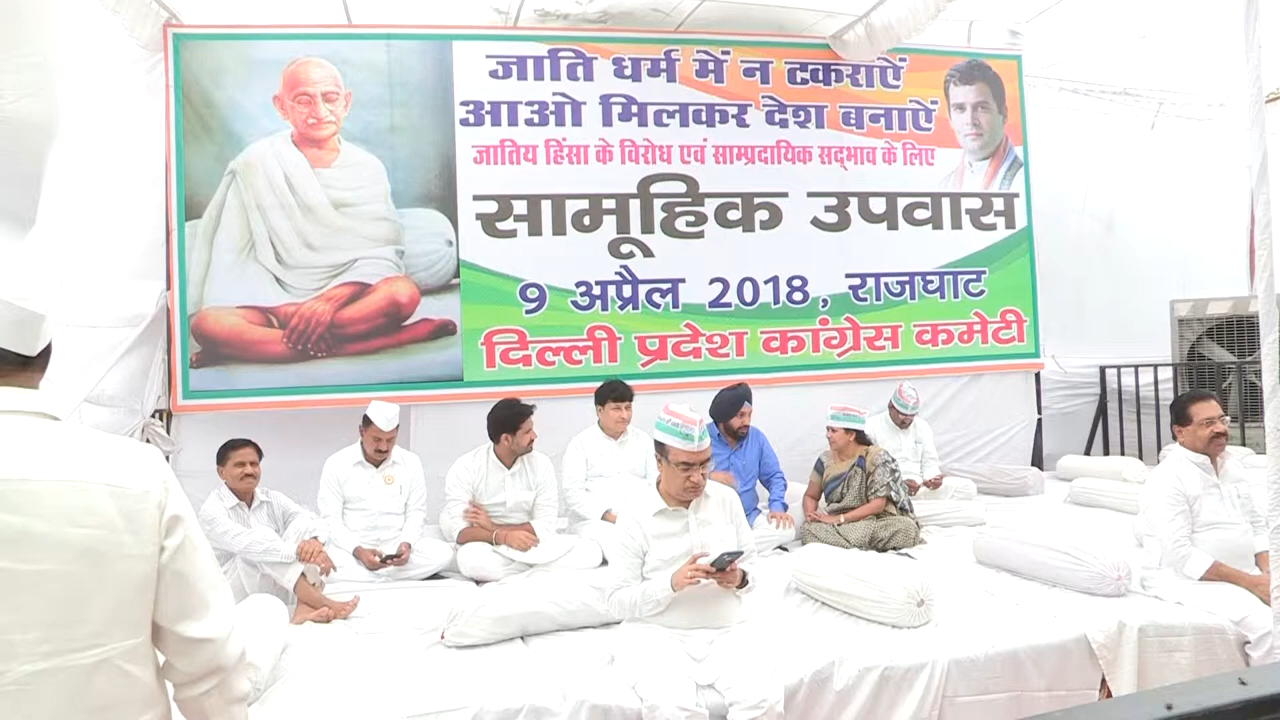 जाति धर्म में न टकराऐं
आओ मिलकर देश बनाऐं
जातिय हिंसा के विरोध एवं साम्प्रदायिक सद्भाव के लिए
सामूहिक उपवास
9 अप्रैल 2018, राजघाट
दिल्ली प्रदेश कांग्रेस कमेटी